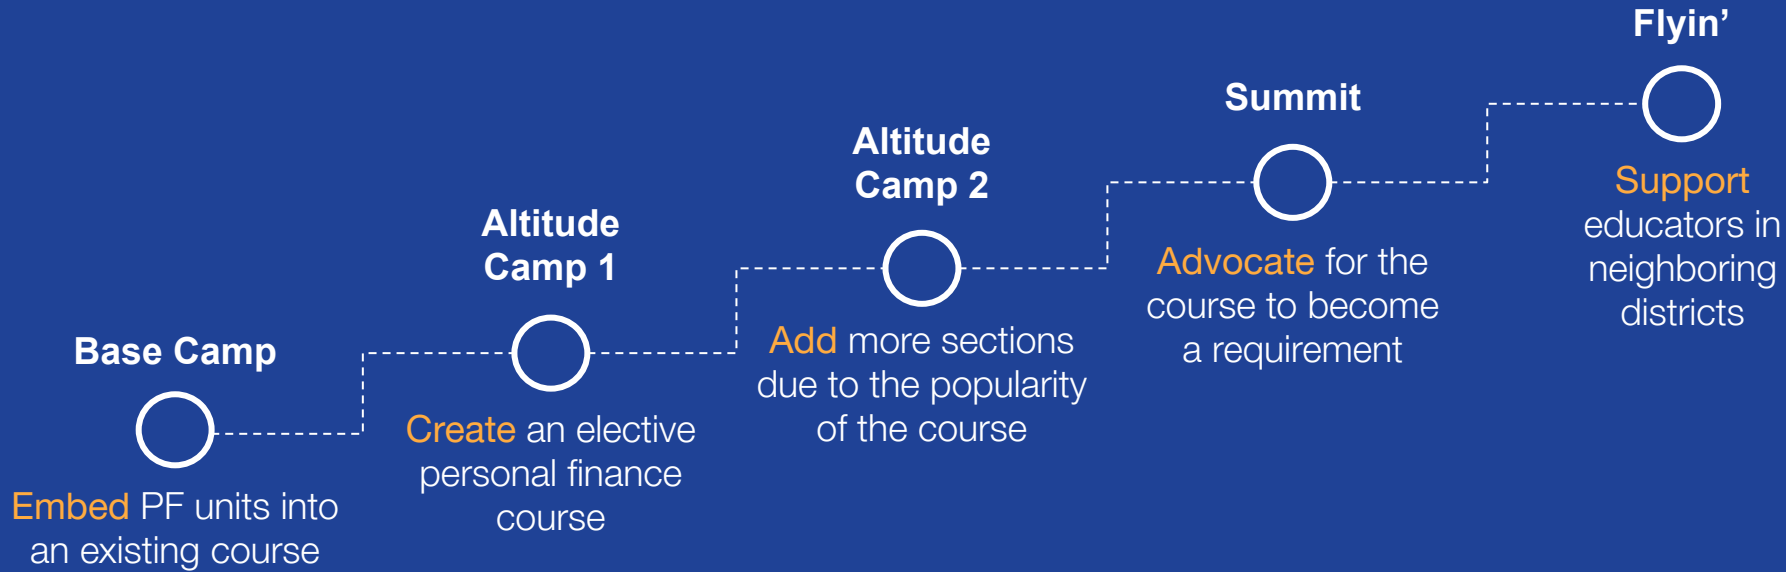 Base Camp
Embed PF units into
an existing course
Altitude
Camp 1
Create an elective
personal finance
course
Altitude
Camp 2
Add more sections
due to the popularity
of the course
Summit
Advocate for the
course to become
a requirement
Flyin’
Support
educators in
neighboring
districts